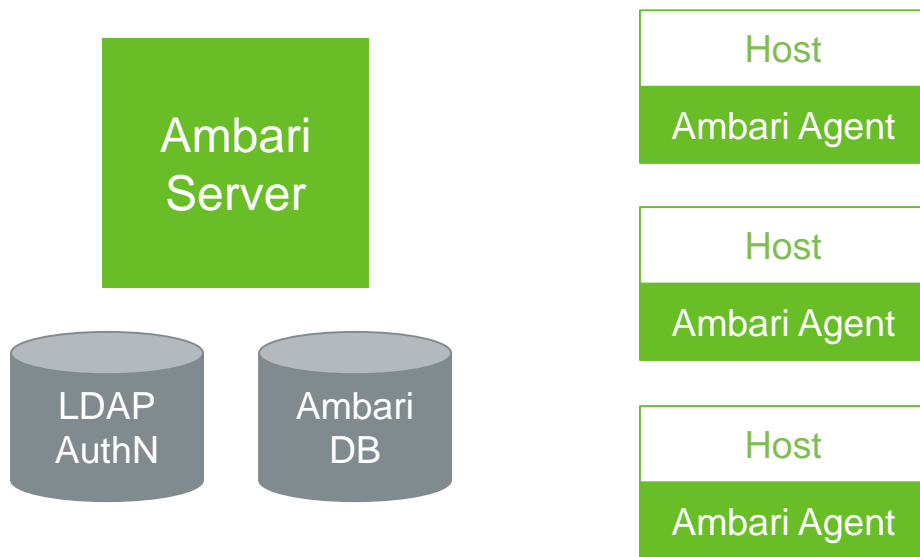 Ambari
Server
LDAP
AuthN
Ambari
DB
Host
Ambari Agent
Host
Ambari Agent
Host
Ambari Agent